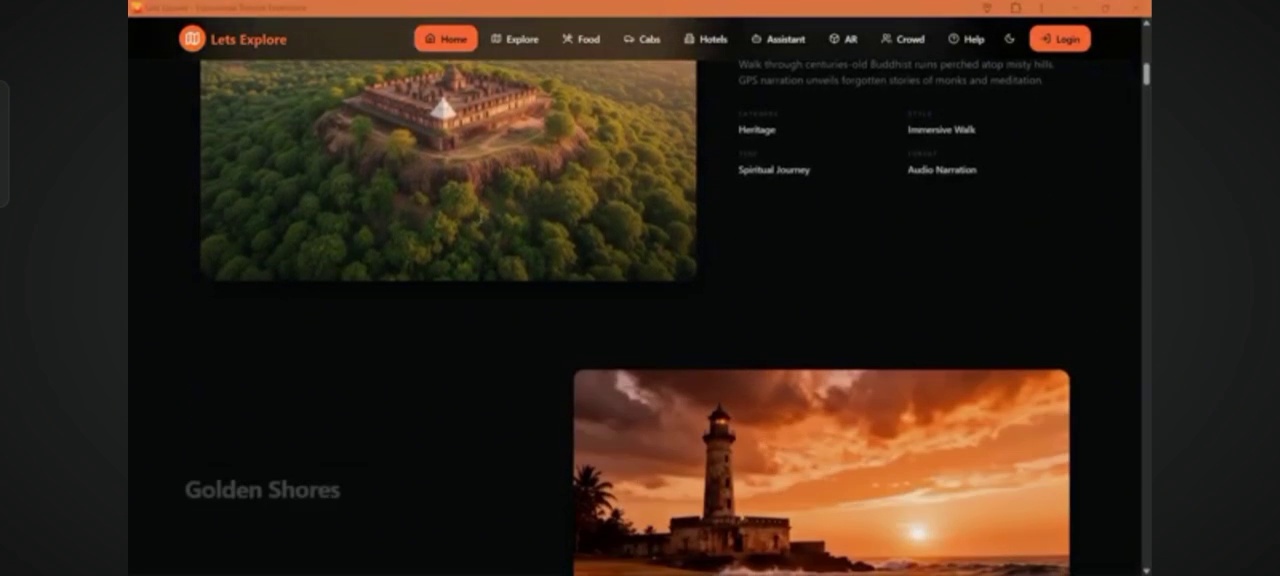 Lets Explore
Home Explore Food Cabs Hotels Assistant AR Crowd Help Login
Walk through centuries-old Buddhist ruins perched atop misty hills.
GPS narration unveils forgotten stories of monks and meditation
CATEGORY STYLE
Heritage Immersive Walk
Spiritual Journey Audio Narration
Golden Shores